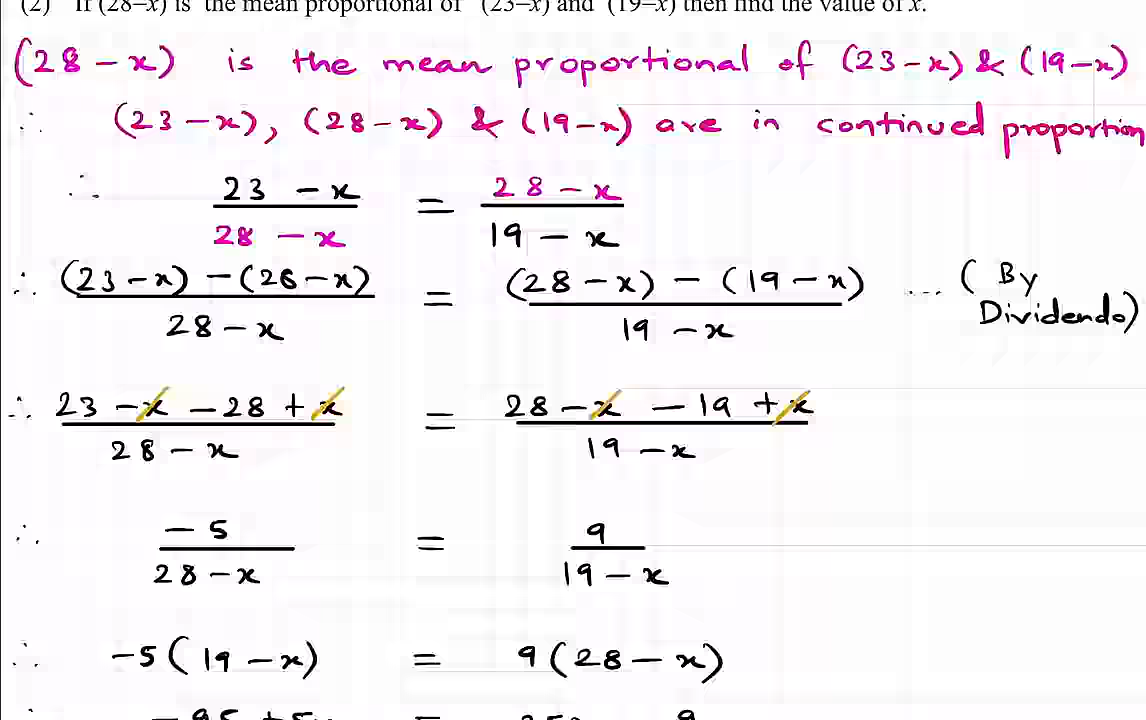 (2) If (28–x) is the mean proportional of (23–x) and (19–x) then find the value of x.
(28 – x) is the mean proportional of (23 – x) & (19 – x)
∴ (23 – x), (28 – x) & (19 – x) are in continued proportion
∴ 23 – x / 28 – x = 28 – x / 19 – x
∴ (23 – x) – (28 – x) / 28 – x = (28 – x) – (19 – x) / 19 – x ... (By Dividendo)
∴ 23 – x – 28 + x / 28 – x = 28 – x – 19 + x / 19 – x
∴ – 5 / 28 – x = 9 / 19 – x
∴ –5 (19 – x) = 9 (28 – x)